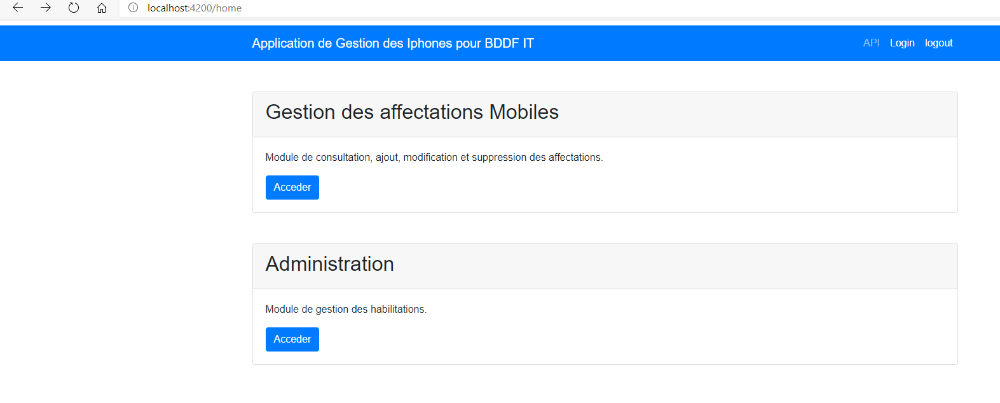 localhost:4200/home
Application de Gestion des Iphones pour BDDF IT API Login logout
Gestion des affectations Mobiles
Module de consultation, ajout, modification et suppression des affectations.
Acceder
Administration
Module de gestion des habilitations.
Acceder